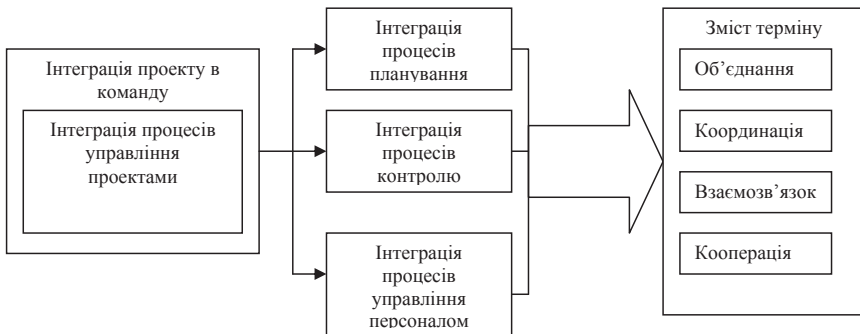 Інтеграція проекту в
команду
Інтеграція процесів
управління
проектами
Інтеграція
процесів
планування
Інтеграція
процесів
контролю
Інтеграція
процесів
управління
персоналом
Зміст терміну
Об’єднання
Координація
Взаємозв’язок
Кооперація